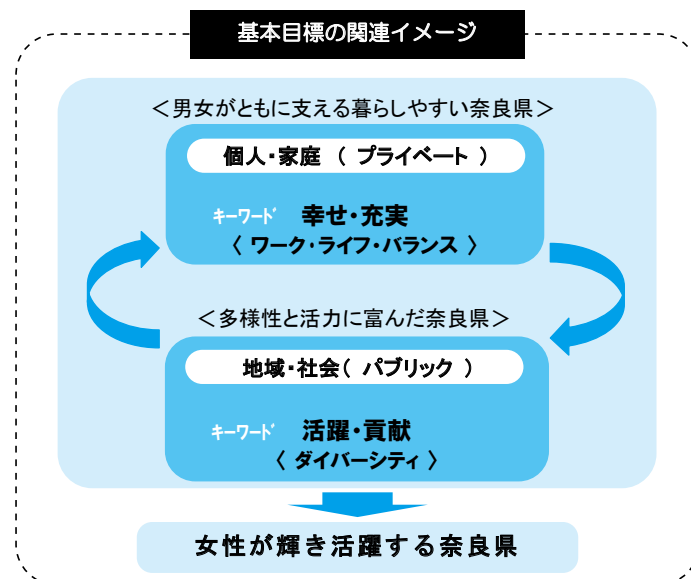 基本目標の関連イメージ
＜男女がともに支える暮らしやすい奈良県＞
個人・家庭 （ プライベート ）
キーワード 幸せ・充実
〈 ワーク・ライフ・バランス 〉
＜多様性と活力に富んだ奈良県＞
地域・社会（ パブリック ）
キーワード 活躍・貢献
〈 ダイバーシティ 〉
女性が輝き活躍する奈良県